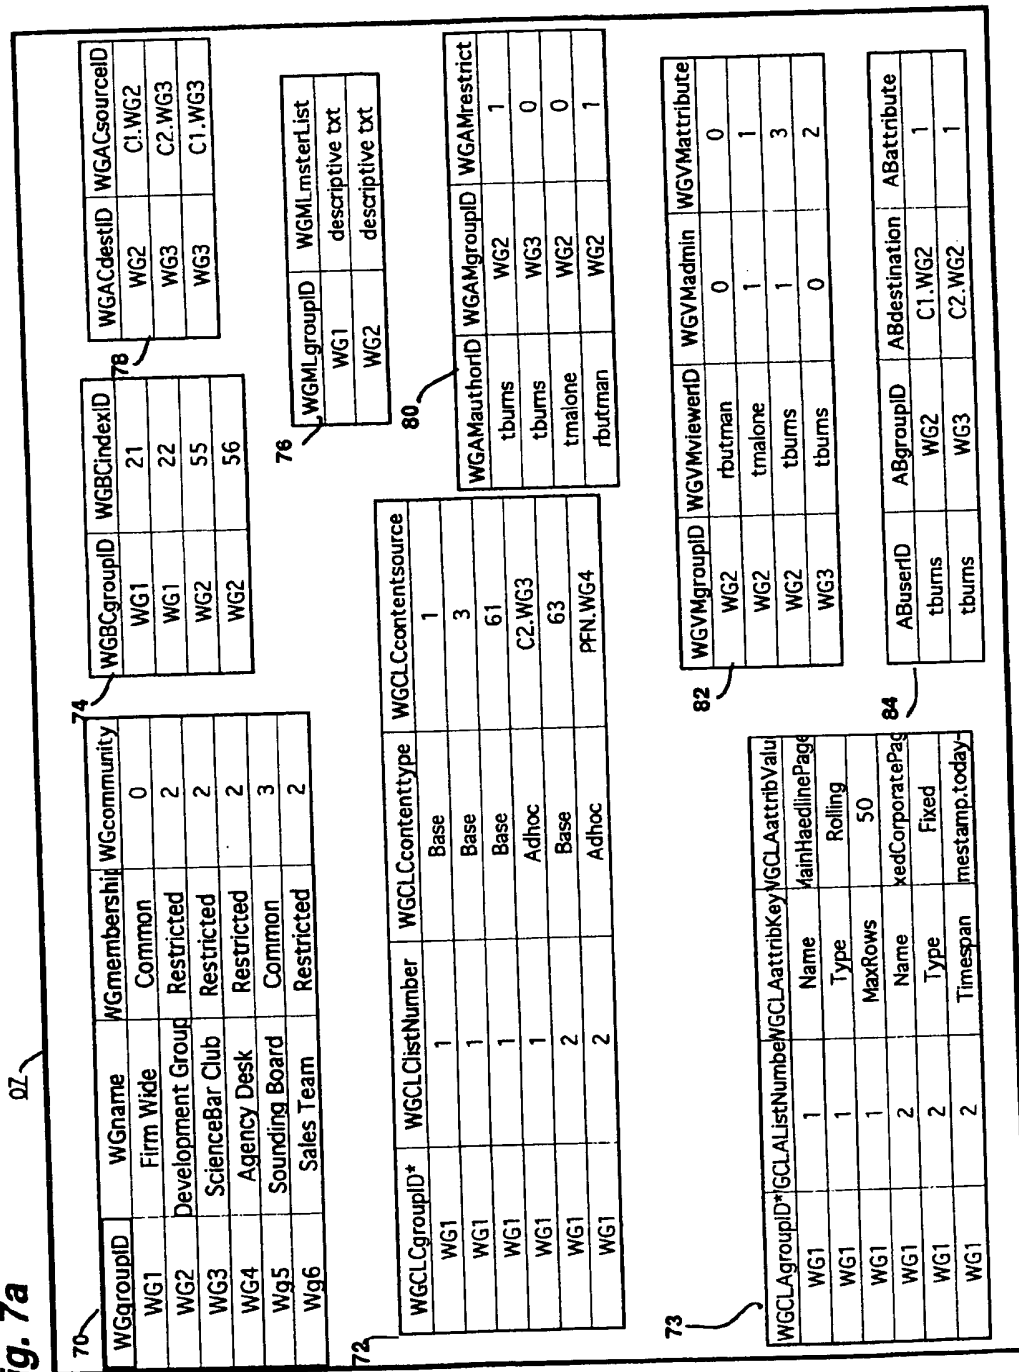 Fig. 7a
07
70
WGgroupID WGname WGmembership WGcommunity
WG1 Firm Wide Common 0
WG2 Development Group Restricted 2
WG3 ScienceBar Club Restricted 2
WG4 Agency Desk Restricted 2
Wg5 Sounding Board Common 3
Wg6 Sales Team Restricted 2
74
WGBCgroupID WGBCindexID
WG1 21
WG1 22
WG2 55
WG2 56
78
WGACdestID WGACsourceID
WG2 C!.WG2
WG3 C2.WG3
WG3 C1.WG3
72
WGCLCgroupID* WGCLClistNumber WGCLCcontenttype WGCLCcontentsource
WG1 1 Base 1
WG1 1 Base 3
WG1 1 Base 61
WG1 1 Adhoc C2.WG3
WG1 2 Base 63
WG1 2 Adhoc PFN.WG4
76
WGMLgroupID WGMLmsterList
WG1 descriptive txt
WG2 descriptive txt
80
WGAMauthorID WGAMgroupID WGAMrestrict
tburns WG2 1
tburns WG3 0
tmalone WG2 0
rbutman WG2 1
73
WGCLAgroupID* GCLAListNumbe WGCLAattribKey VGCLAattribValu
WG1 1 Name MainHaedlinePage
WG1 1 Type Rolling
WG1 1 MaxRows 50
WG1 2 Name xedCorporatePag
WG1 2 Type Fixed
WG1 2 Timespan mestamp.today-
82
WGVMgroupID WGVMviewerID WGVMadmin WGVMattribute
WG2 rbutman 0 0
WG2 tmalone 1 1
WG2 tburns 1 3
WG3 tburns 0 2
84
ABuserID ABgroupID ABdestination ABattribute
tburns WG2 C1.WG2 1
tburns WG3 C2.WG2 1